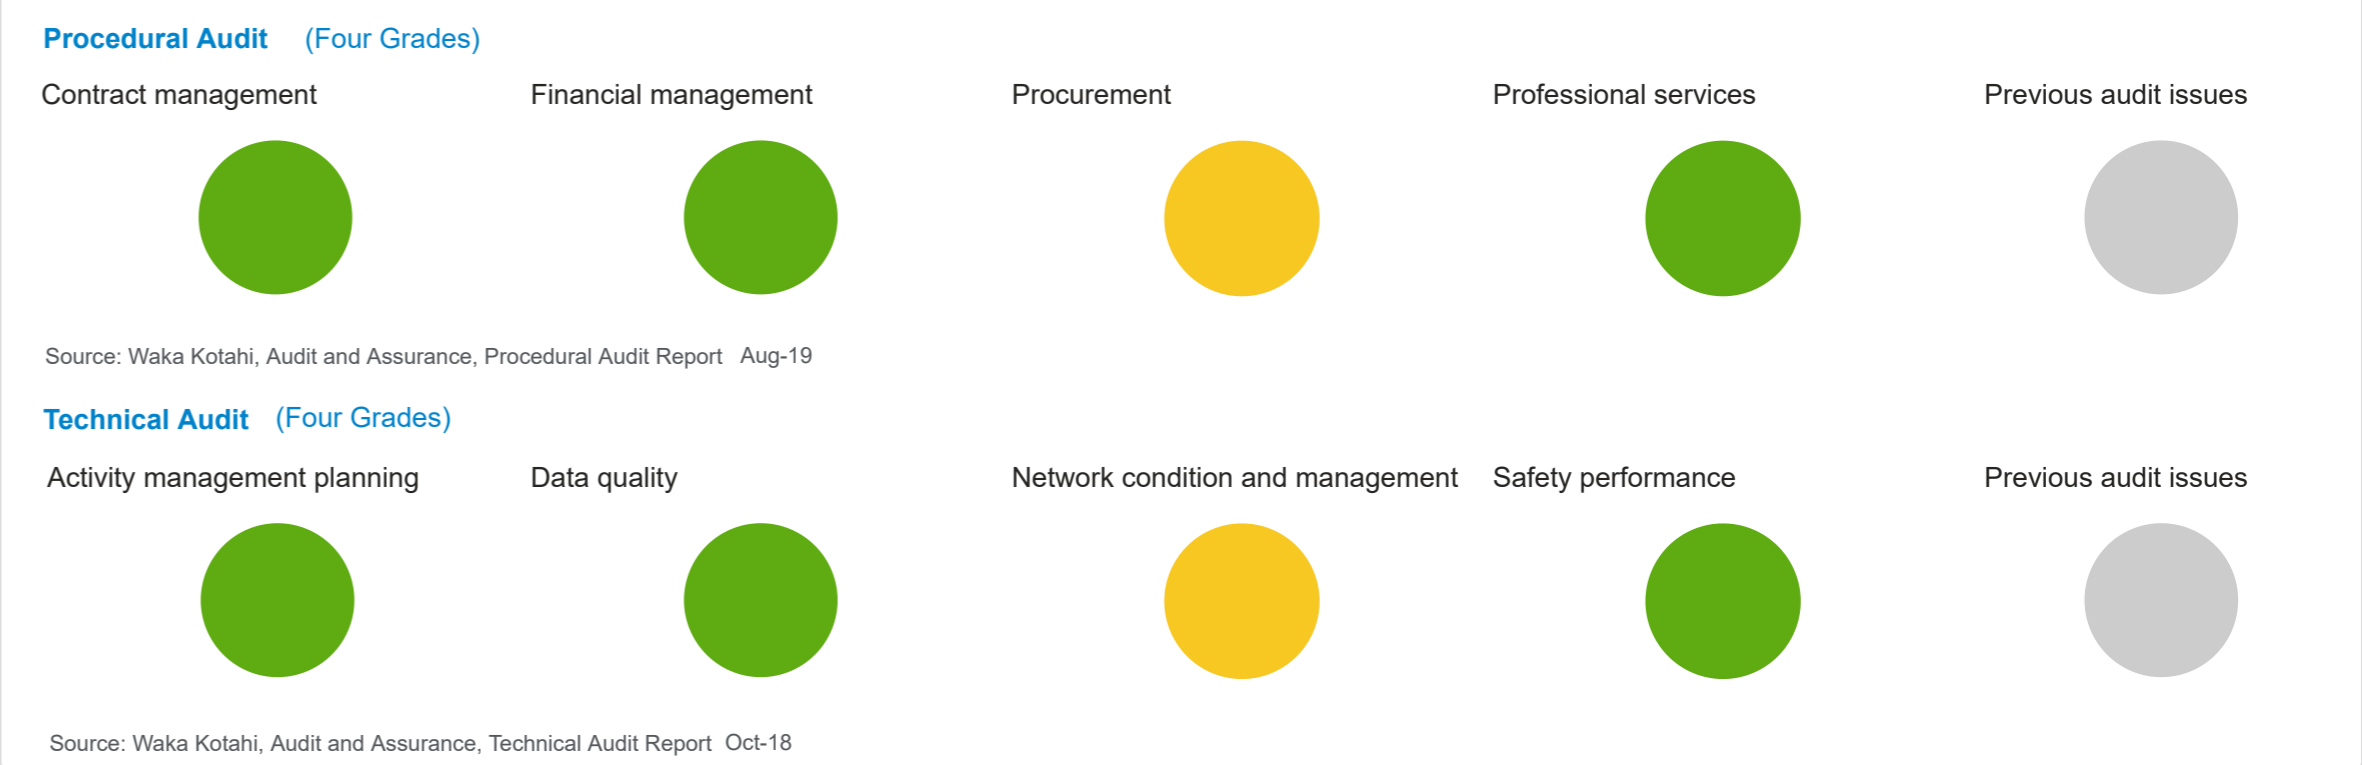 Procedural Audit (Four Grades)
Contract management Financial management Procurement Professional services Previous audit issues
Source: Waka Kotahi, Audit and Assurance, Procedural Audit Report Aug-19
Technical Audit (Four Grades)
Activity management planning Data quality Network condition and management Safety performance Previous audit issues
Source: Waka Kotahi, Audit and Assurance, Technical Audit Report Oct-18